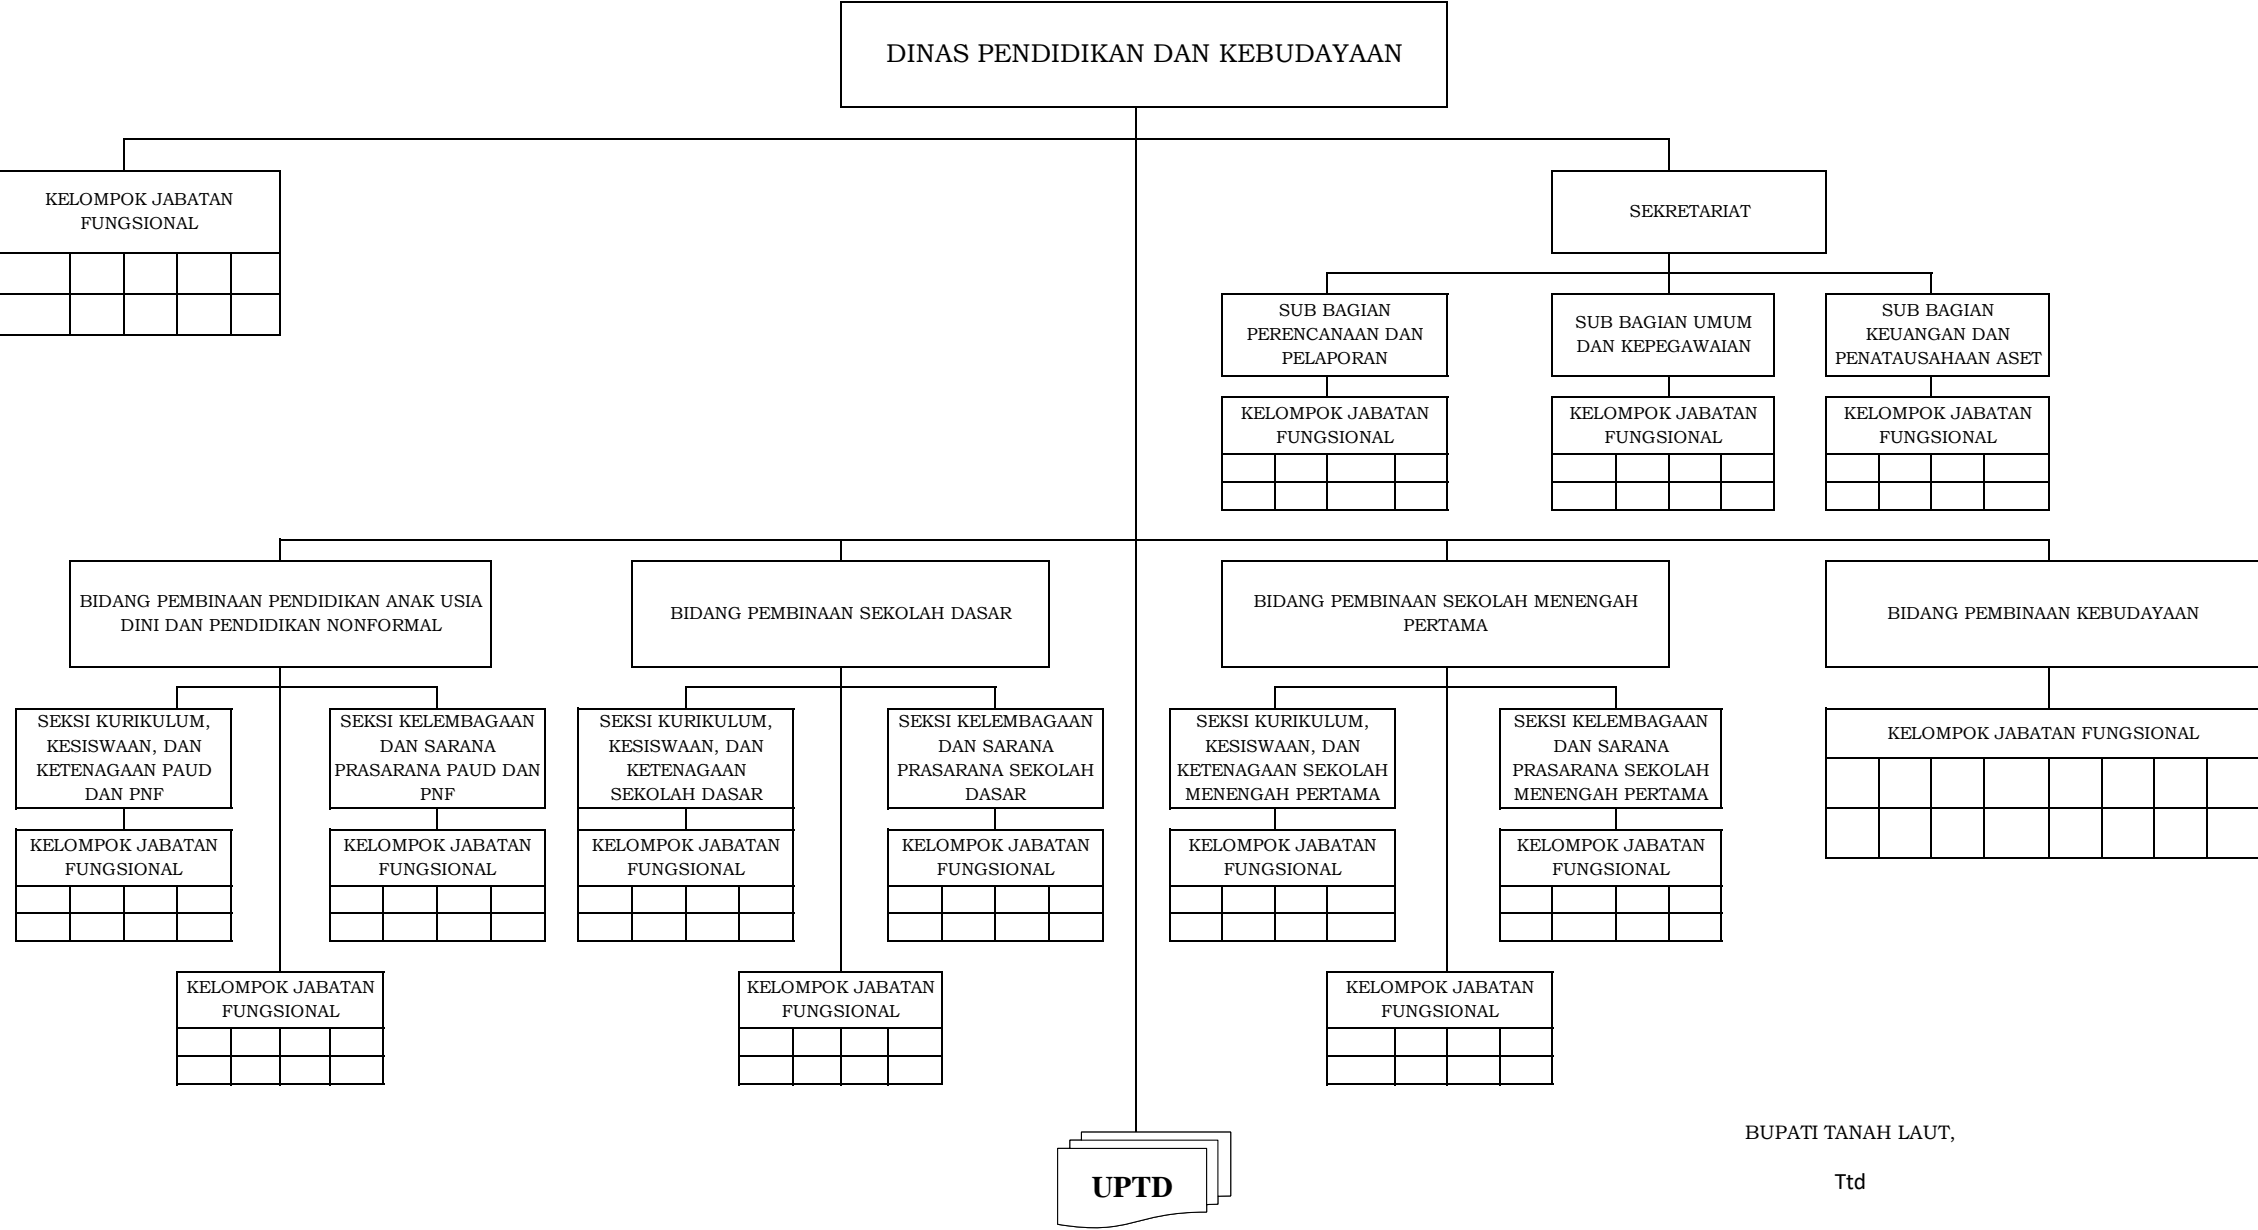 DINAS PENDIDIKAN DAN KEBUDAYAAN
KELOMPOK JABATAN
FUNGSIONAL
SEKRETARIAT
SUB BAGIAN
PERENCANAAN DAN
PELAPORAN
SUB BAGIAN UMUM
DAN KEPEGAWAIAN
SUB BAGIAN
KEUANGAN DAN
PENATAUSAHAAN ASET
KELOMPOK JABATAN
FUNGSIONAL
KELOMPOK JABATAN
FUNGSIONAL
KELOMPOK JABATAN
FUNGSIONAL
BIDANG PEMBINAAN PENDIDIKAN ANAK USIA
DINI DAN PENDIDIKAN NONFORMAL
BIDANG PEMBINAAN SEKOLAH DASAR
BIDANG PEMBINAAN SEKOLAH MENENGAH
PERTAMA
BIDANG PEMBINAAN KEBUDAYAAN
SEKSI KURIKULUM,
KESISWAAN, DAN
KETENAGAAN PAUD
DAN PNF
SEKSI KELEMBAGAAN
DAN SARANA
PRASARANA PAUD DAN
PNF
SEKSI KURIKULUM,
KESISWAAN, DAN
KETENAGAAN
SEKOLAH DASAR
SEKSI KELEMBAGAAN
DAN SARANA
PRASARANA SEKOLAH
DASAR
SEKSI KURIKULUM,
KESISWAAN, DAN
KETENAGAAN SEKOLAH
MENENGAH PERTAMA
SEKSI KELEMBAGAAN
DAN SARANA
PRASARANA SEKOLAH
MENENGAH PERTAMA
KELOMPOK JABATAN FUNGSIONAL
KELOMPOK JABATAN
FUNGSIONAL
KELOMPOK JABATAN
FUNGSIONAL
KELOMPOK JABATAN
FUNGSIONAL
KELOMPOK JABATAN
FUNGSIONAL
KELOMPOK JABATAN
FUNGSIONAL
KELOMPOK JABATAN
FUNGSIONAL
KELOMPOK JABATAN
FUNGSIONAL
KELOMPOK JABATAN
FUNGSIONAL
KELOMPOK JABATAN
FUNGSIONAL
BUPATI TANAH LAUT,
Ttd
UPTD